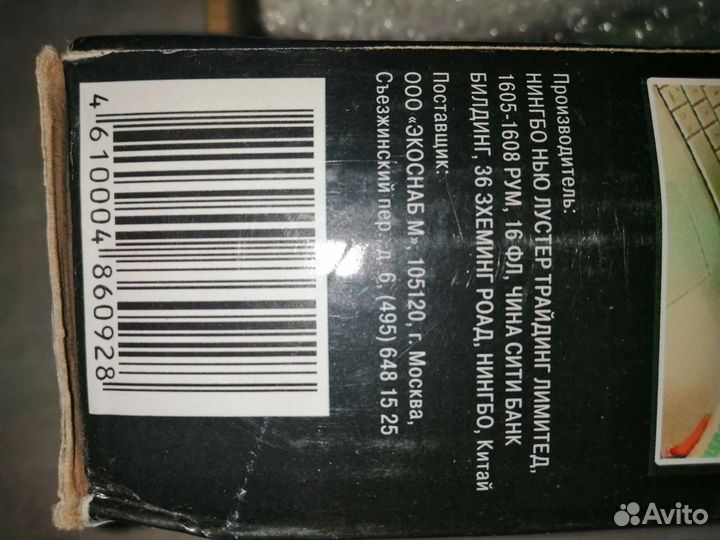 Производитель:
НИНГБО НЬЮ ЛУСТЕР ТРАЙДИНГ ЛИМИТЕД,
1605-1608 РУМ, 16 ФЛ, ЧИНА СИТИ БАНК
БИЛДИНГ, 36 ЗХЕМИНГ РОАД, НИНГБО, Китай
Поставщик:
ООО «ЭКОСНАБ М», 105120, г. Москва,
Съезжинский пер., д. 6, (495) 648 15 25
4 610004 860928
Avito